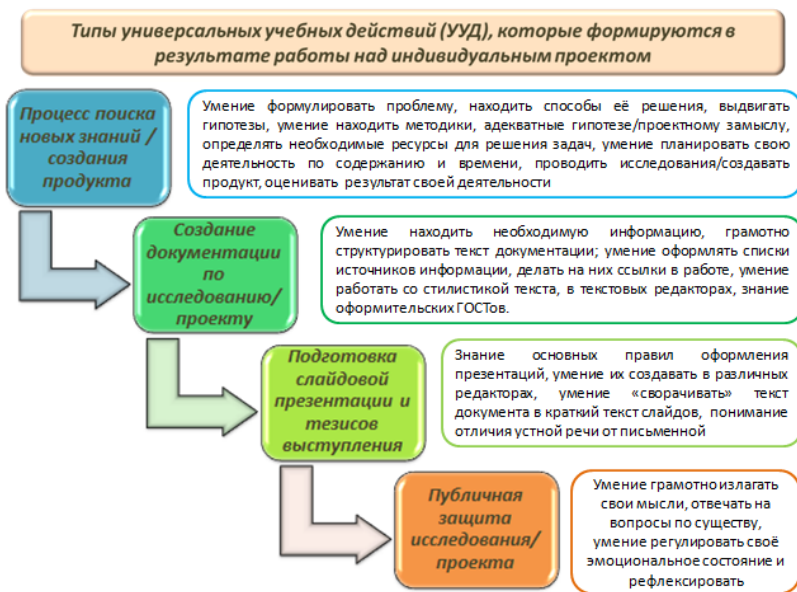 Типы универсальных учебных действий (УУД), которые формируются в
результате работы над индивидуальным проектом
Процесс поиска
новых знаний /
создания
продукта
Умение формулировать проблему, находить способы её решения, выдвигать
гипотезы, умение находить методики, адекватные гипотезе/проектному замыслу,
определять необходимые ресурсы для решения задач, умение планировать свою
деятельность по содержанию и времени, проводить исследования/создавать
продукт, оценивать результат своей деятельности
Создание
документации
по
исследованию/
проекту
Умение находить необходимую информацию, грамотно
структурировать текст документации; умение оформлять списки
источников информации, делать на них ссылки в работе, умение
работать со стилистикой текста, в текстовых редакторах, знание
оформительских ГОСТов.
Подготовка
слайдовой
презентации и
тезисов
выступления
Знание основных правил оформления
презентаций, умение их создавать в различных
редакторах, умение «сворачивать» текст
документа в краткий текст слайдов, понимание
отличия устной речи от письменной
Публичная
защита
исследования/
проекта
Умение грамотно излагать
свои мысли, отвечать на
вопросы по существу,
умение регулировать своё
эмоциональное состояние и
рефлексировать